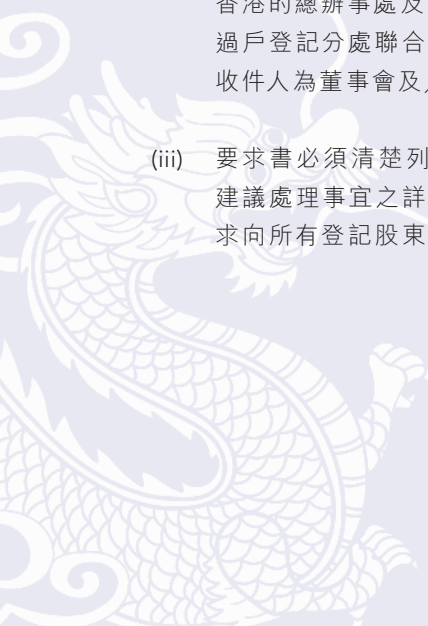 香港的總辦事處及
過戶登記分處聯合
收件人為董事會及
(iii) 要求書必須清楚列
建議處理事宜之詳
求向所有登記股東